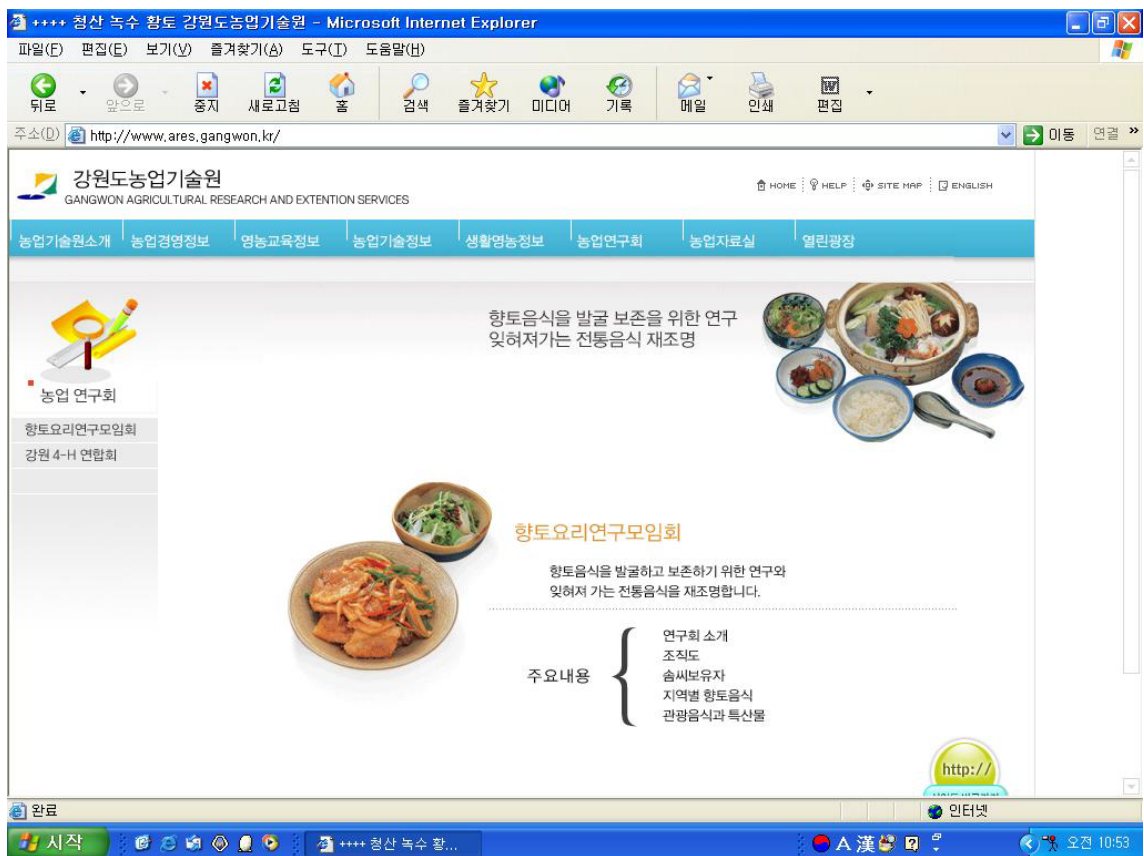 ++++ 청산 녹수 황토 강원도농업기술원 - Microsoft Internet Explorer
파일(F) 편집(E) 보기(V) 즐겨찾기(A) 도구(T) 도움말(H)
뒤로 앞으로 중지 새로고침 홈 검색 즐겨찾기 미디어 기록 메일 인쇄 편집
주소(D) http://www.ares.gangwon.kr/ 이동 연결 »
강원도농업기술원
GANGWON AGRICULTURAL RESEARCH AND EXTENTION SERVICES
HOME HELP SITE MAP ENGLISH
농업기술원소개 농업경영정보 영농교육정보 농업기술정보 생활영농정보 농업연구회 농업자료실 열린광장
향토음식을 발굴 보존을 위한 연구
잊혀져가는 전통음식 재조명
농업 연구회
향토요리연구모임회
강원 4-H 연합회
향토요리연구모임회
향토음식을 발굴하고 보존하기 위한 연구와
잊혀져 가는 전통음식을 재조명합니다.
주요내용
연구회 소개
조직도
솜씨보유자
지역별 향토음식
관광음식과 특산물
http://
완료 인터넷
시작 ++++ 청산 녹수 황... A 漢 오전 10:53